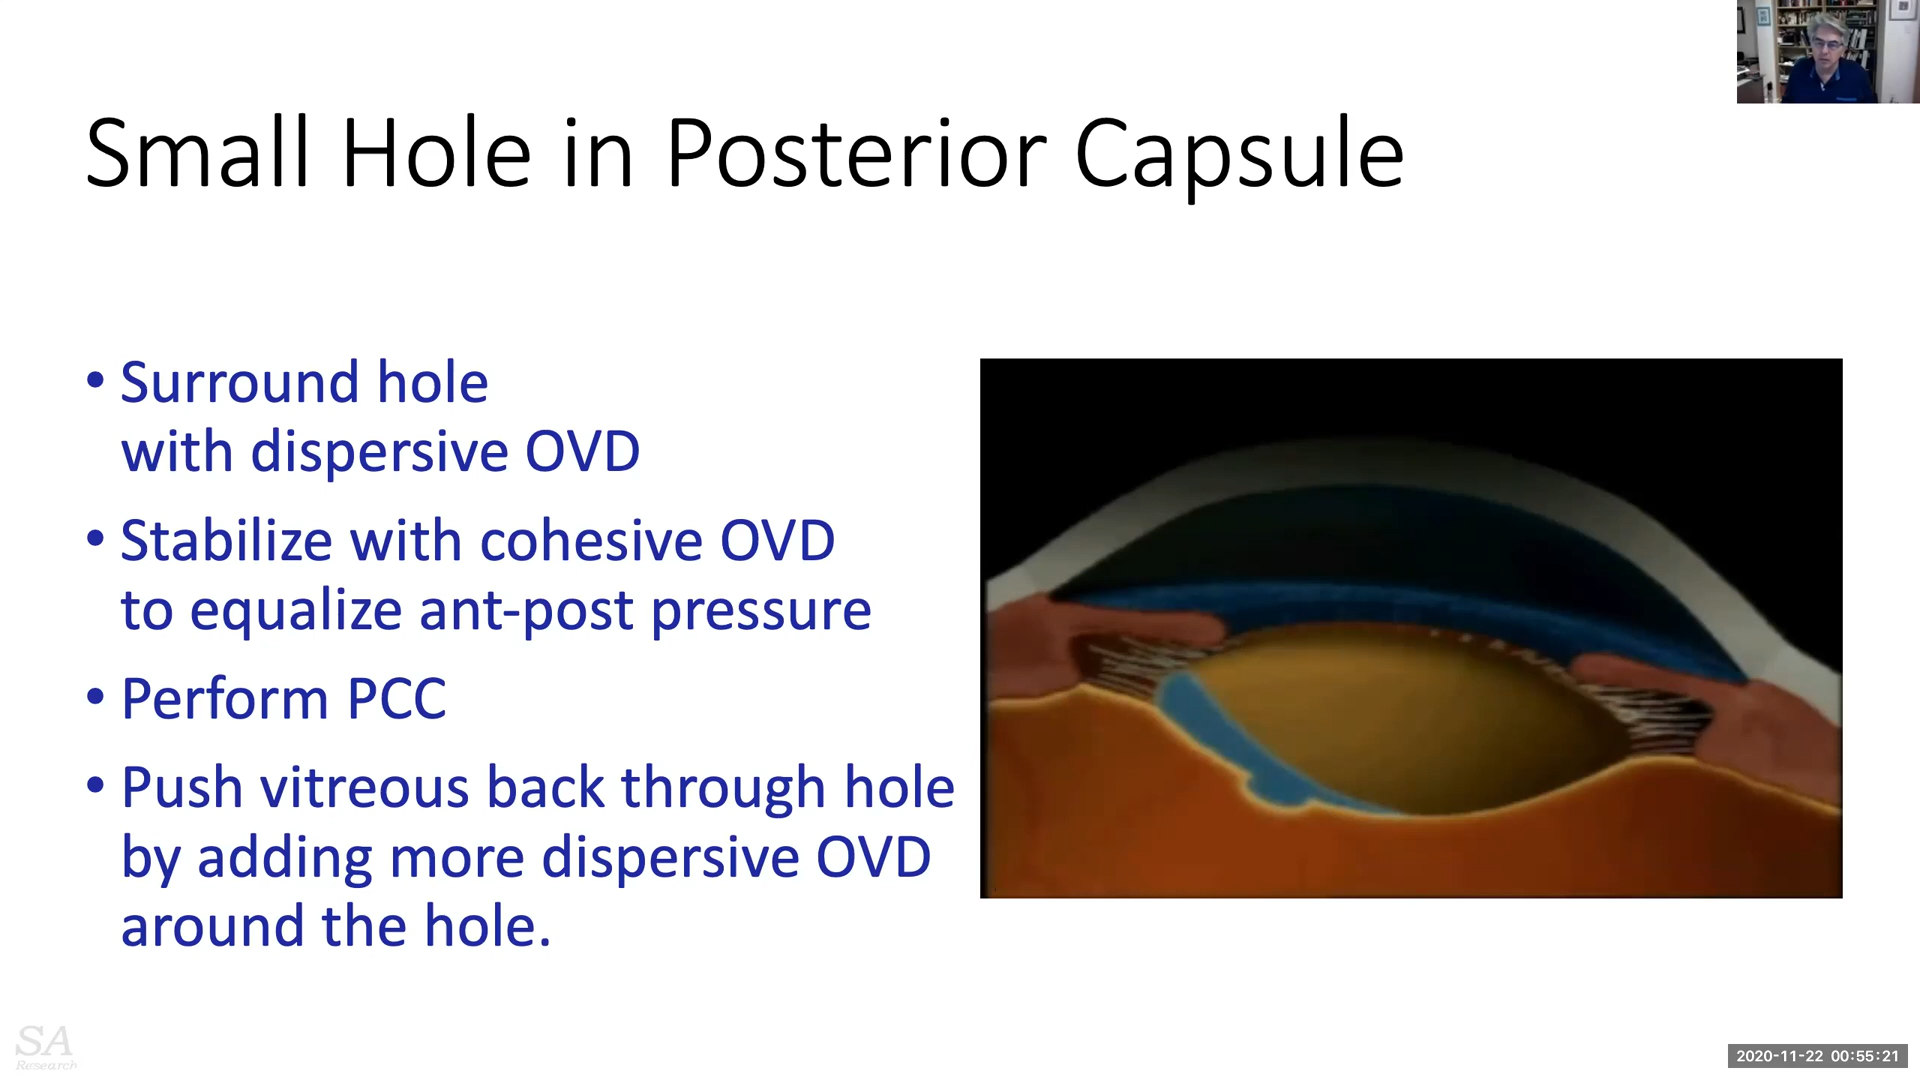 Small Hole in Posterior Capsule
• Surround hole
with dispersive OVD
• Stabilize with cohesive OVD
to equalize ant-post pressure
• Perform PCC
• Push vitreous back through hole
by adding more dispersive OVD
around the hole.
SA
Research
2020-11-22 00:55:21